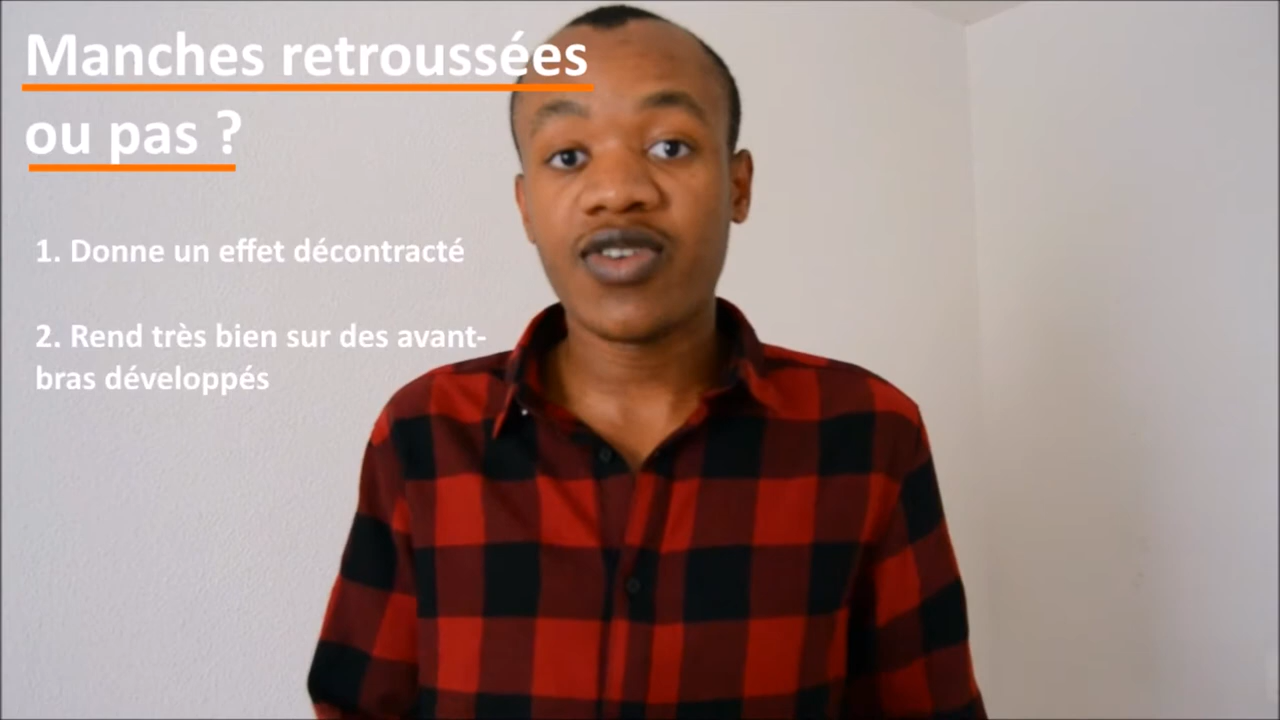 Manches retroussées
ou pas ?
1. Donne un effet décontracté
2. Rend très bien sur des avant-
bras développés